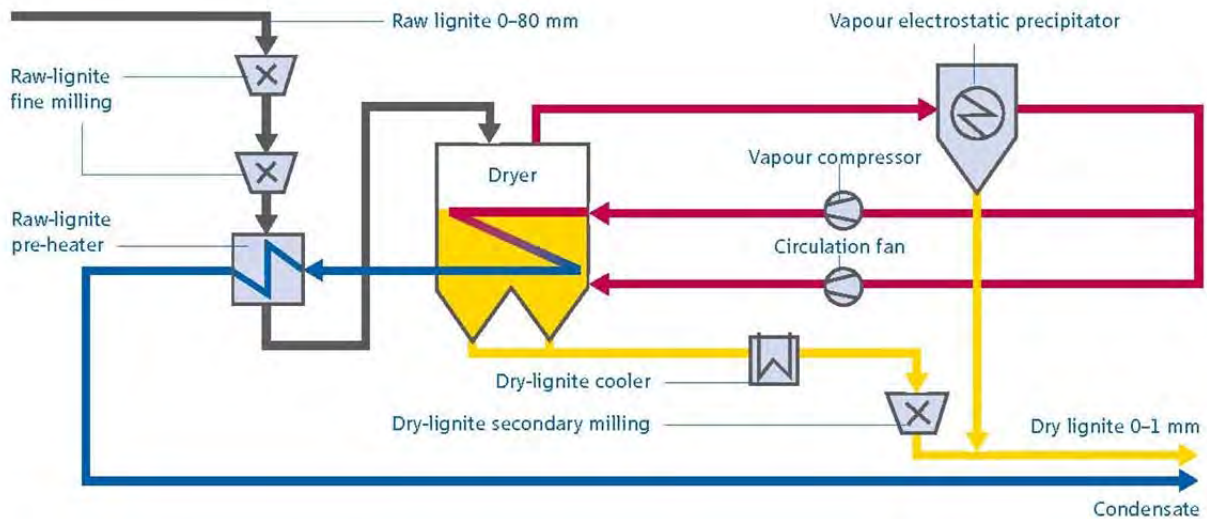 Raw lignite 0–80 mm
Vapour electrostatic precipitator
Raw-lignite
fine milling
Vapour compressor
Dryer
Raw-lignite
pre-heater
Circulation fan
Dry-lignite cooler
Dry-lignite secondary milling
Dry lignite 0–1 mm
Condensate